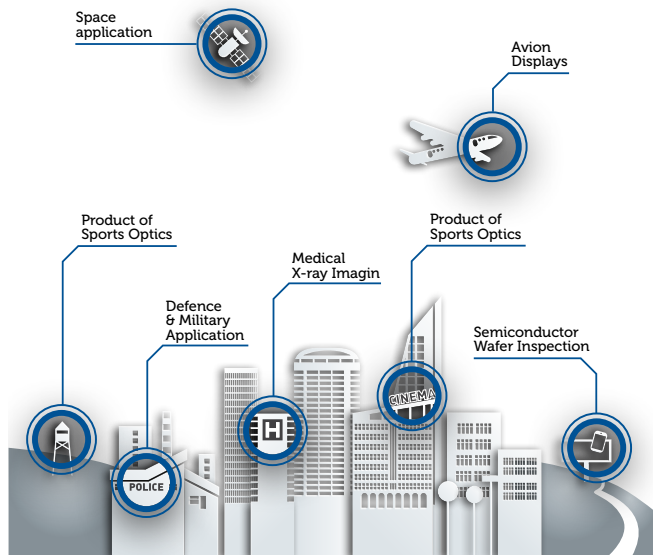 Space
application
Avion
Displays
Product of
Sports Optics
Product of
Sports Optics
Medical
X-ray Imagin
Defence
& Military
Application
Semiconductor
Wafer Inspection
CINEMA
H
POLICE